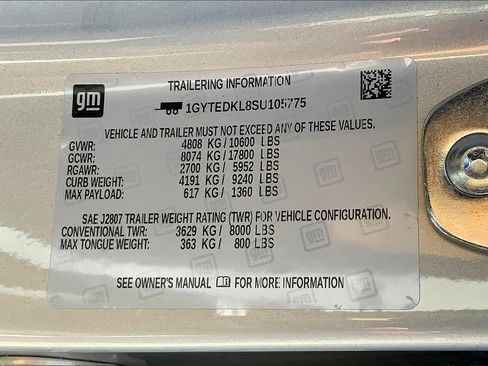 gm
TRAILERING INFORMATION
1GYTEDKL8SU105775
VEHICLE AND TRAILER MUST NOT EXCEED ANY OF THESE VALUES.
GVWR: 4808 KG/10600 LBS
GCWR: 8074 KG/17800 LBS
RGAWR: 2700 KG/ 5952 LBS
CURB WEIGHT: 4191 KG/ 9240 LBS
MAX PAYLOAD: 617 KG/ 1360 LBS
SAE J2807 TRAILER WEIGHT RATING (TWR) FOR VEHICLE CONFIGURATION.
CONVENTIONAL TWR: 3629 KG/ 8000 LBS
MAX TONGUE WEIGHT: 363 KG/ 800 LBS
SEE OWNER'S MANUAL FOR MORE INFORMATION